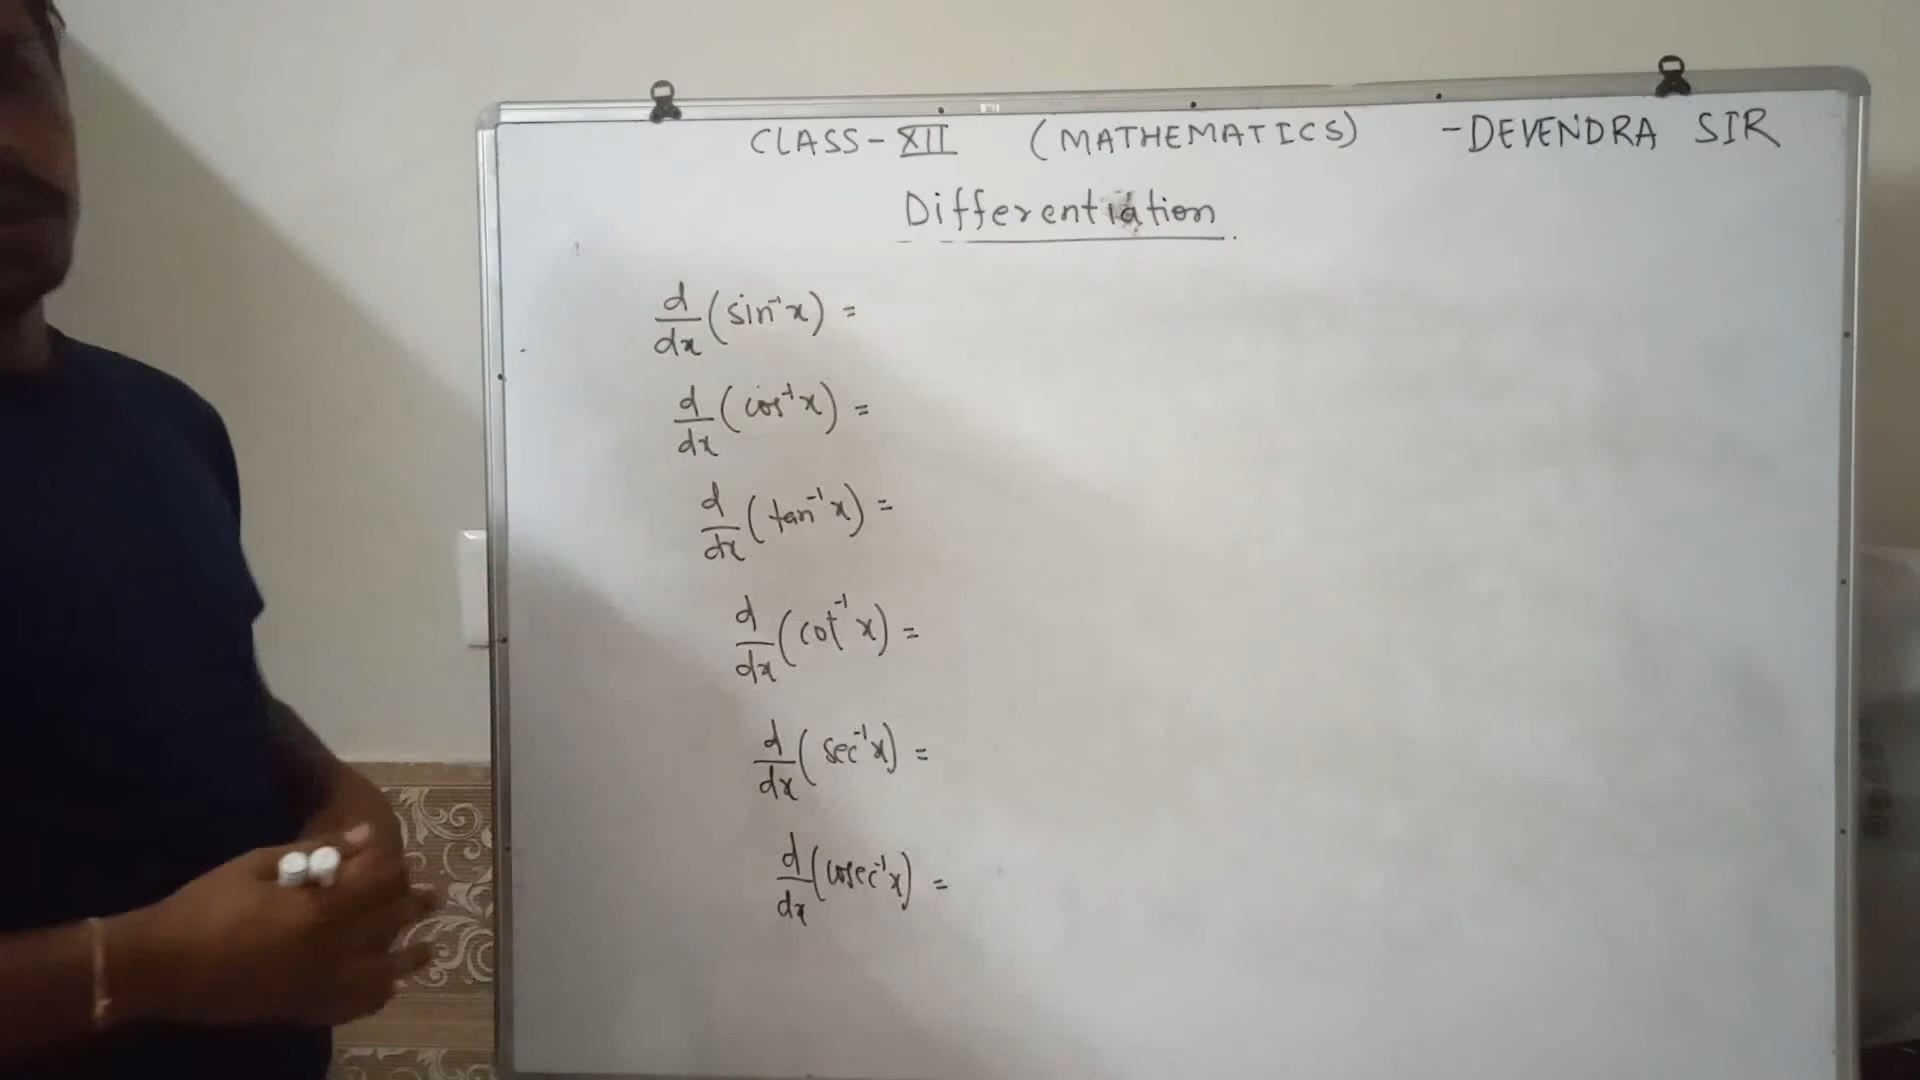 CLASS-XII (MATHEMATICS) -DEVENDRA SIR
Differentiation
d/dx (sin⁻¹x) =
d/dx (cos⁻¹x) =
d/dx (tan⁻¹x) =
d/dx (cot⁻¹x) =
d/dx (sec⁻¹x) =
d/dx (cosec⁻¹x) =